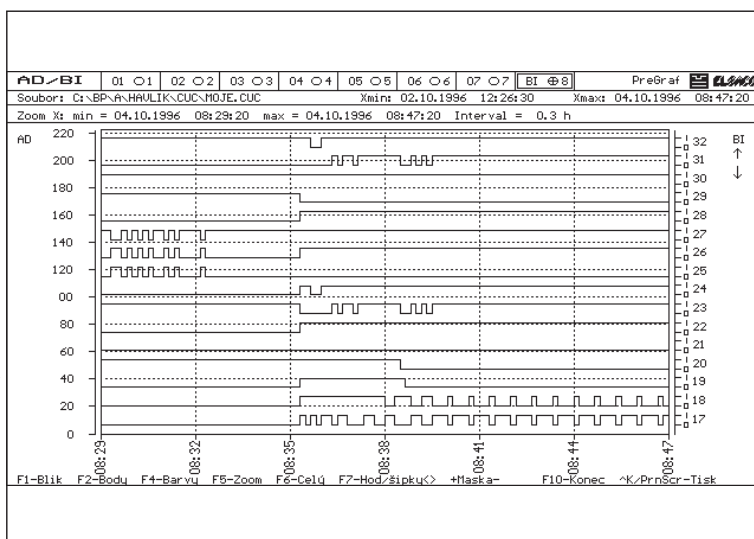 AD/BI 01 O1 02 O2 03 O3 04 O4 05 O5 06 O6 07 O7 BI ⊕8 PreGraf ELSACO
Soubor: C:\BP\A\HAVLIK\CUC\MOJE.CUC Xmin: 02.10.1996 12:26:30 Xmax: 04.10.1996 08:47:20
Zoom X: min = 04.10.1996 08:29:20 max = 04.10.1996 08:47:20 Interval = 0.3 h
AD 220 32 BI
200 31 ↑
180 30 ↓
29
160 28
140 27
26
120 25
00 24
23
80 22
60 21
20
40 19
20 18
17
0
08:29 08:32 08:35 08:38 08:41 08:44 08:47
F1-Blik F2-Body F4-Barvy F5-Zoom F6-Celý F7-Hod/šipky<> +Maska- F10-Konec ^K/PrnScr-Tisk